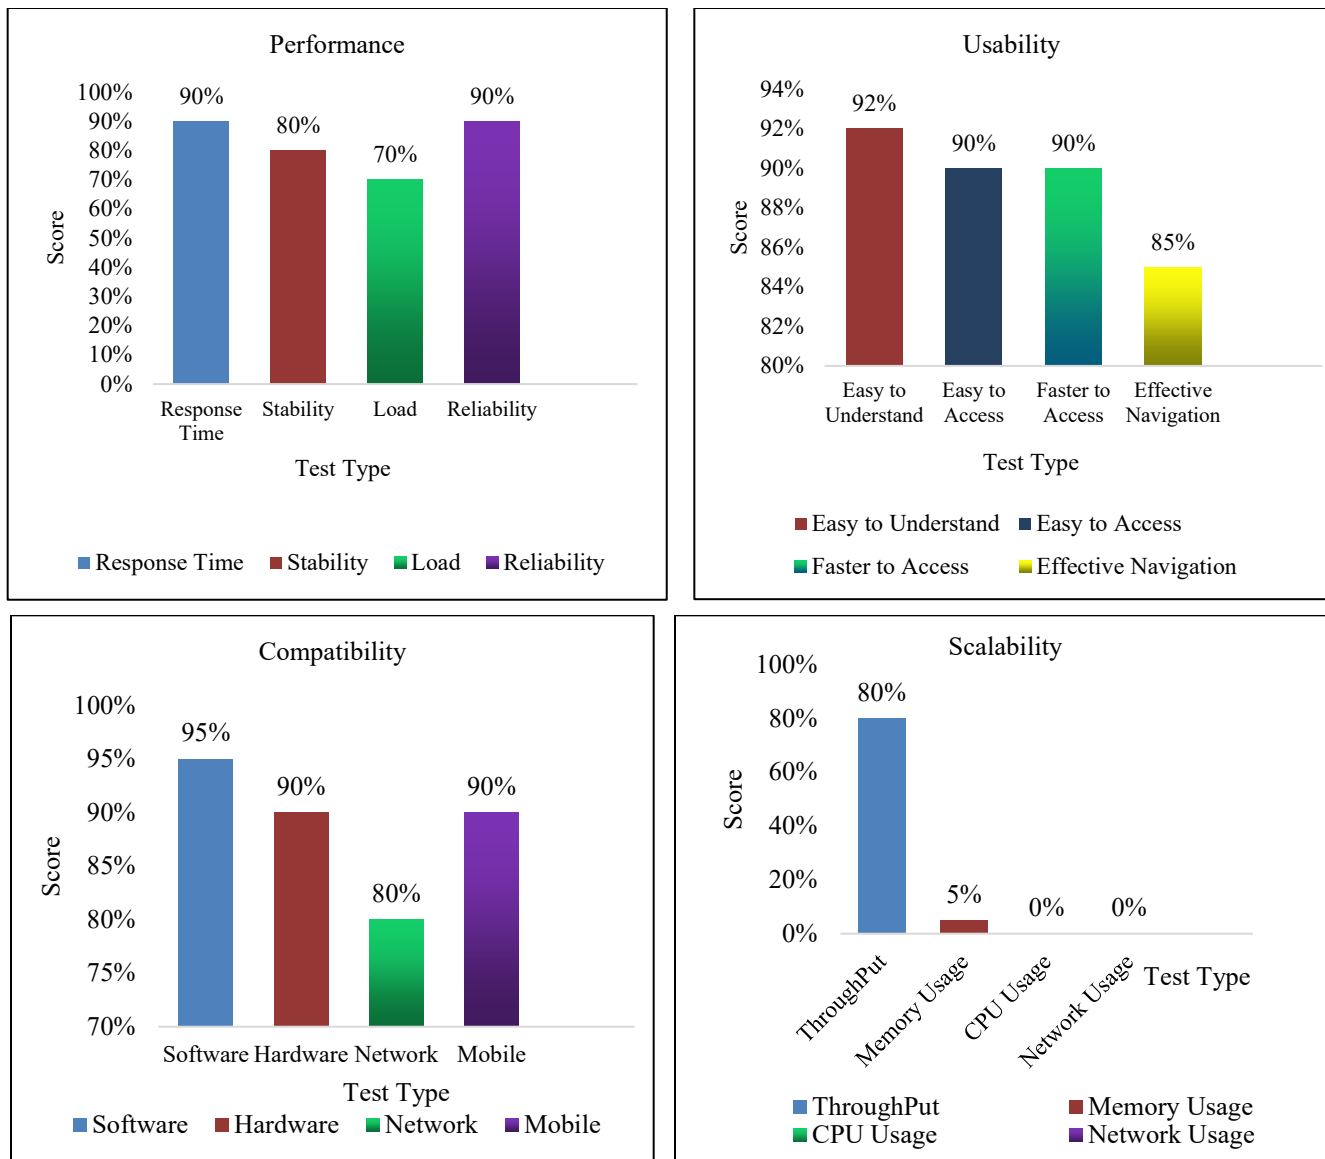 Performance
100%
90%
80%
70%
60%
50%
40%
30%
20%
10%
0%
90%
80%
70%
90%
Score
Response Time
Stability
Load
Reliability
Test Type
Response Time
Stability
Load
Reliability
Usability
94%
92%
90%
88%
86%
84%
82%
80%
92%
90%
90%
85%
Score
Easy to Understand
Easy to Access
Faster to Access
Effective Navigation
Test Type
Easy to Understand
Easy to Access
Faster to Access
Effective Navigation
Compatibility
100%
95%
90%
85%
80%
75%
70%
95%
90%
80%
90%
Score
Software
Hardware
Network
Mobile
Test Type
Software
Hardware
Network
Mobile
Scalability
100%
80%
60%
40%
20%
0%
80%
5%
0%
0%
Score
ThroughPut
Memory Usage
CPU Usage
Network Usage
Test Type
ThroughPut
Memory Usage
CPU Usage
Network Usage